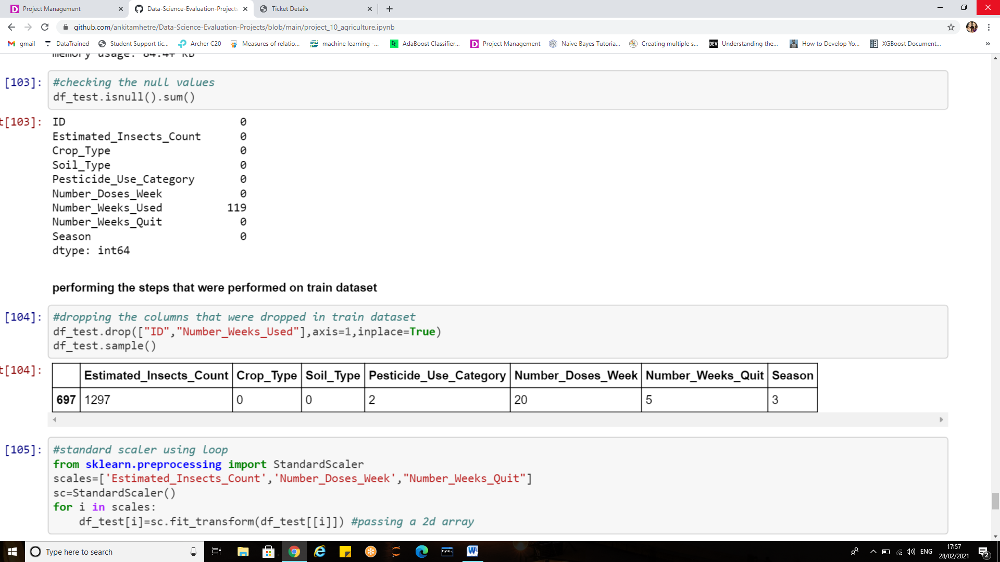 Project Management
Data-Science-Evaluation-Projects
Ticket Details
github.com/ankitamhetre/Data-Science-Evaluation-Projects/blob/main/project_10_agriculture.ipynb
gmail DataTrained Student Support tic... Archer C20 Measures of relatio... machine learning -... AdaBoost Classifier... Project Management Naive Bayes Tutoria... Creating multiple s... DEV Understanding the... How to Develop Yo... XGBoost Document... »
memory usage: 84.4+ KB
[103]: #checking the null values
df_test.isnull().sum()
t[103]: ID 0
Estimated_Insects_Count 0
Crop_Type 0
Soil_Type 0
Pesticide_Use_Category 0
Number_Doses_Week 0
Number_Weeks_Used 119
Number_Weeks_Quit 0
Season 0
dtype: int64
performing the steps that were performed on train dataset
[104]: #dropping the columns that were dropped in train dataset
df_test.drop(["ID","Number_Weeks_Used"],axis=1,inplace=True)
df_test.sample()
t[104]: Estimated_Insects_Count Crop_Type Soil_Type Pesticide_Use_Category Number_Doses_Week Number_Weeks_Quit Season
697 1297 0 0 2 20 5 3
[105]: #standard scaler using loop
from sklearn.preprocessing import StandardScaler
scales=['Estimated_Insects_Count','Number_Doses_Week',"Number_Weeks_Quit"]
sc=StandardScaler()
for i in scales:
df_test[i]=sc.fit_transform(df_test[[i]]) #passing a 2d array
Type here to search
ENG
17:57
28/02/2021
2